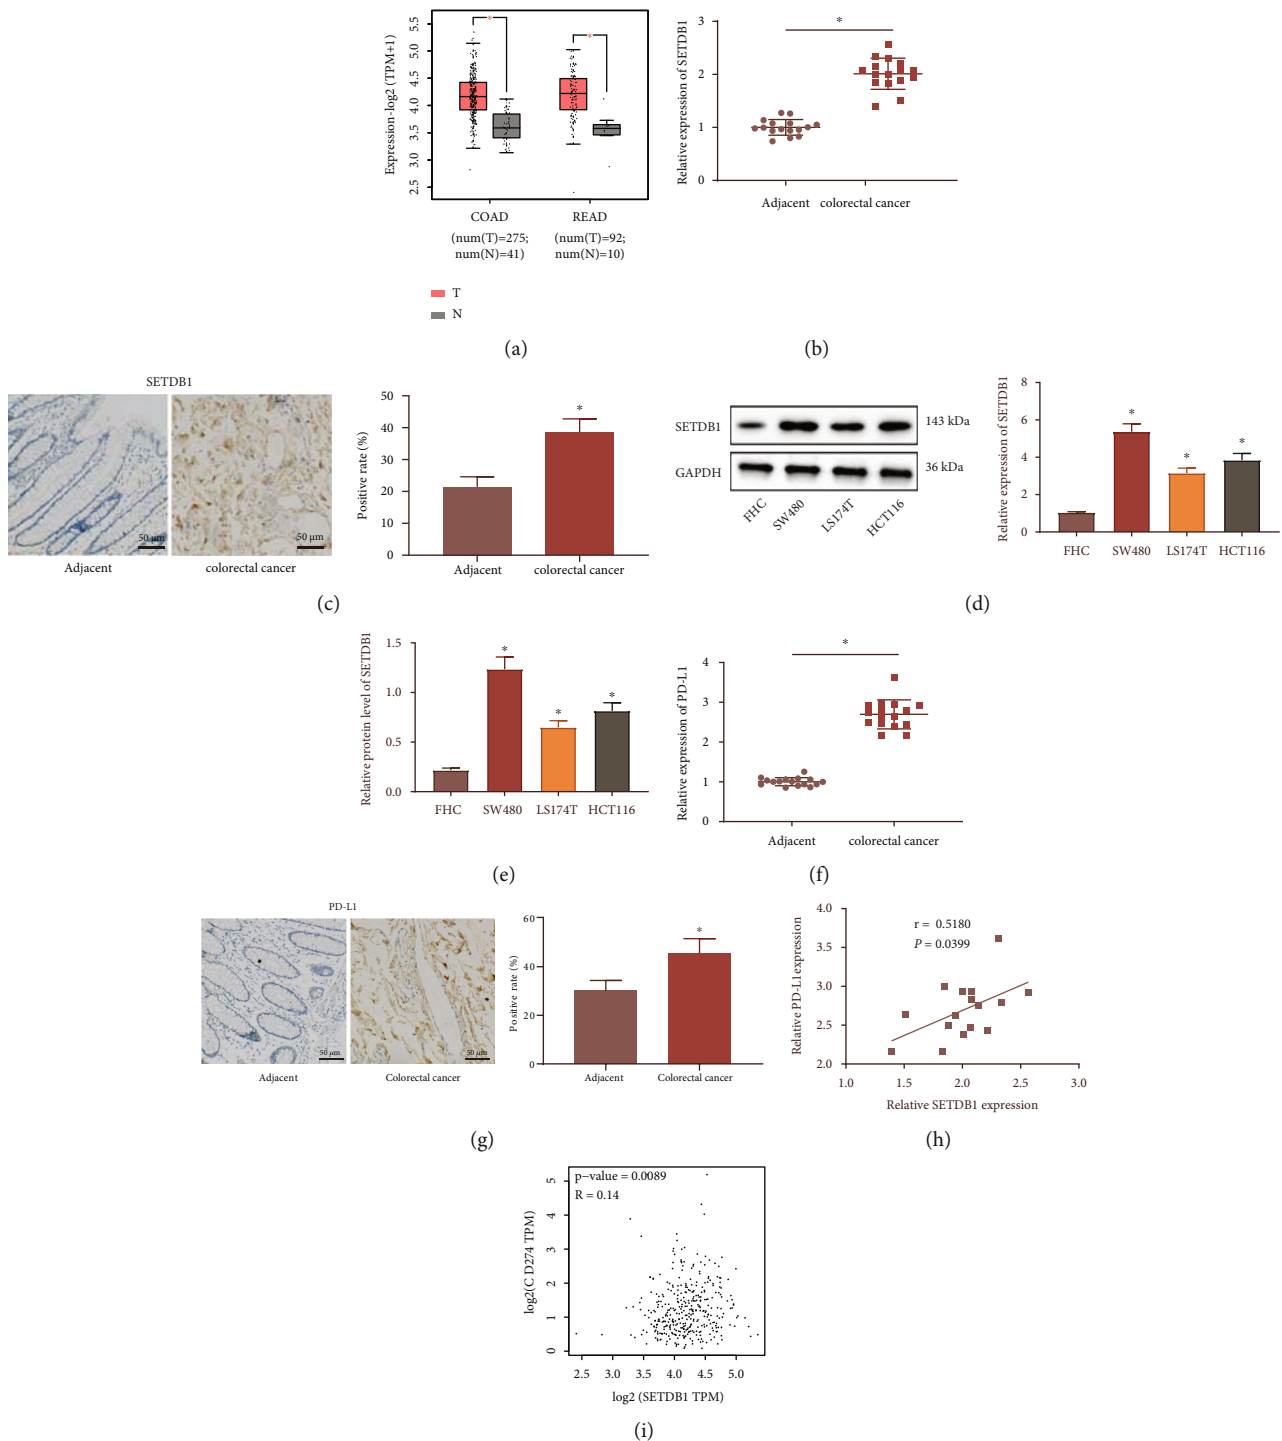 Expression-log2 (TPM+1)
5.5
5.0
4.5
4.0
3.5
3.0
2.5
*
*
COAD
READ
(num(T)=275;
num(N)=41)
(num(T)=92;
num(N)=10)
T
N
(a)
Relative expression of SETDB1
3
2
1
0
*
Adjacent
colorectal cancer
(b)
SETDB1
50 μm
50 μm
Adjacent
colorectal cancer
Positive rate (%)
50
40
30
20
10
0
*
Adjacent
colorectal cancer
(c)
SETDB1
143 kDa
GAPDH
36 kDa
FHC
SW480
LS174T
HCT116
Relative expression of SETDB1
8
6
4
2
0
*
*
*
FHC
SW480
LS174T
HCT116
(d)
Relative protein level of SETDB1
1.5
1.0
0.5
0.0
*
*
*
FHC
SW480
LS174T
HCT116
(e)
Relative expression of PD-L1
4
3
2
1
0
*
Adjacent
colorectal cancer
(f)
PD-L1
50 μm
50 μm
Adjacent
Colorectal cancer
Positive rate (%)
60
40
20
0
*
Adjacent
Colorectal cancer
(g)
Relative PD-L1 expression
4.0
3.5
3.0
2.5
2.0
r = 0.5180
P = 0.0399
1.0
1.5
2.0
2.5
3.0
Relative SETDB1 expression
(h)
log2(C D274 TPM)
5
4
3
2
1
0
p−value = 0.0089
R = 0.14
2.5
3.0
3.5
4.0
4.5
5.0
log2 (SETDB1 TPM)
(i)